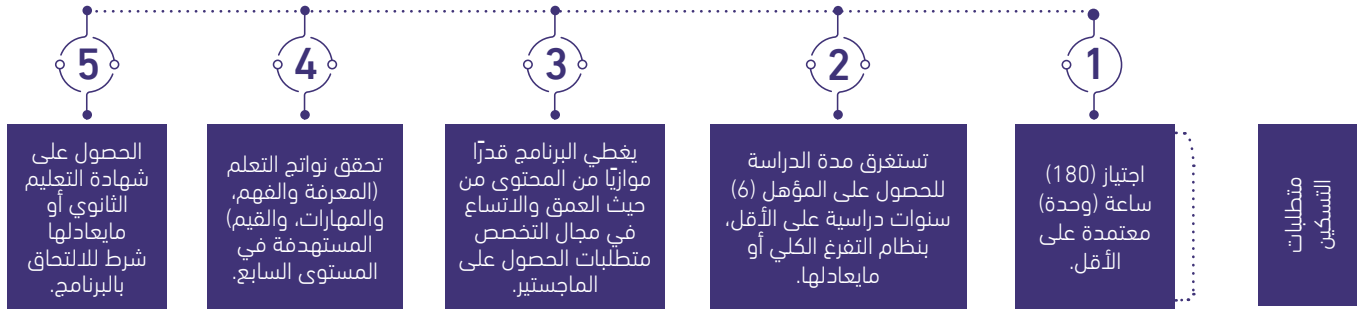 متطلبات
التسكين
1
اجتياز (180)
ساعة (وحدة)
معتمدة على
الأقل.
2
تستغرق مدة الدراسة
للحصول على المؤهل (6)
سنوات دراسية على الأقل،
بنظام التفرغ الكلي أو
مايعادلها.
3
يغطي البرنامج قدرًا
موازيًا من المحتوى من
حيث العمق والاتساع
في مجال التخصص
متطلبات الحصول على
الماجستير.
4
تحقق نواتج التعلم
(المعرفة والفهم،
والمهارات، والقيم)
المستهدفة في
المستوى السابع.
5
الحصول على
شهادة التعليم
الثانوي أو
مايعادلها
شرط للالتحاق
بالبرنامج.